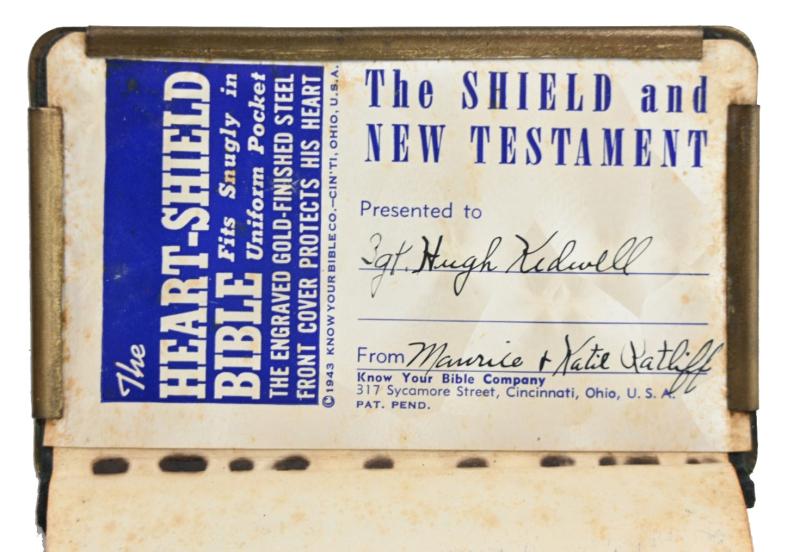 The
HEART-SHIELD
BIBLE Fits Snugly in
Uniform Pocket
THE ENGRAVED GOLD-FINISHED STEEL
FRONT COVER PROTECTS HIS HEART
©1943 KNOW YOUR BIBLE CO.—CIN'TI, OHIO, U.S.A.
The SHIELD and
NEW TESTAMENT
Presented to
Sgt. Hugh Kidwell
From Maurice + Katie Ratliff
Know Your Bible Company
317 Sycamore Street, Cincinnati, Ohio, U. S. A.
PAT. PEND.